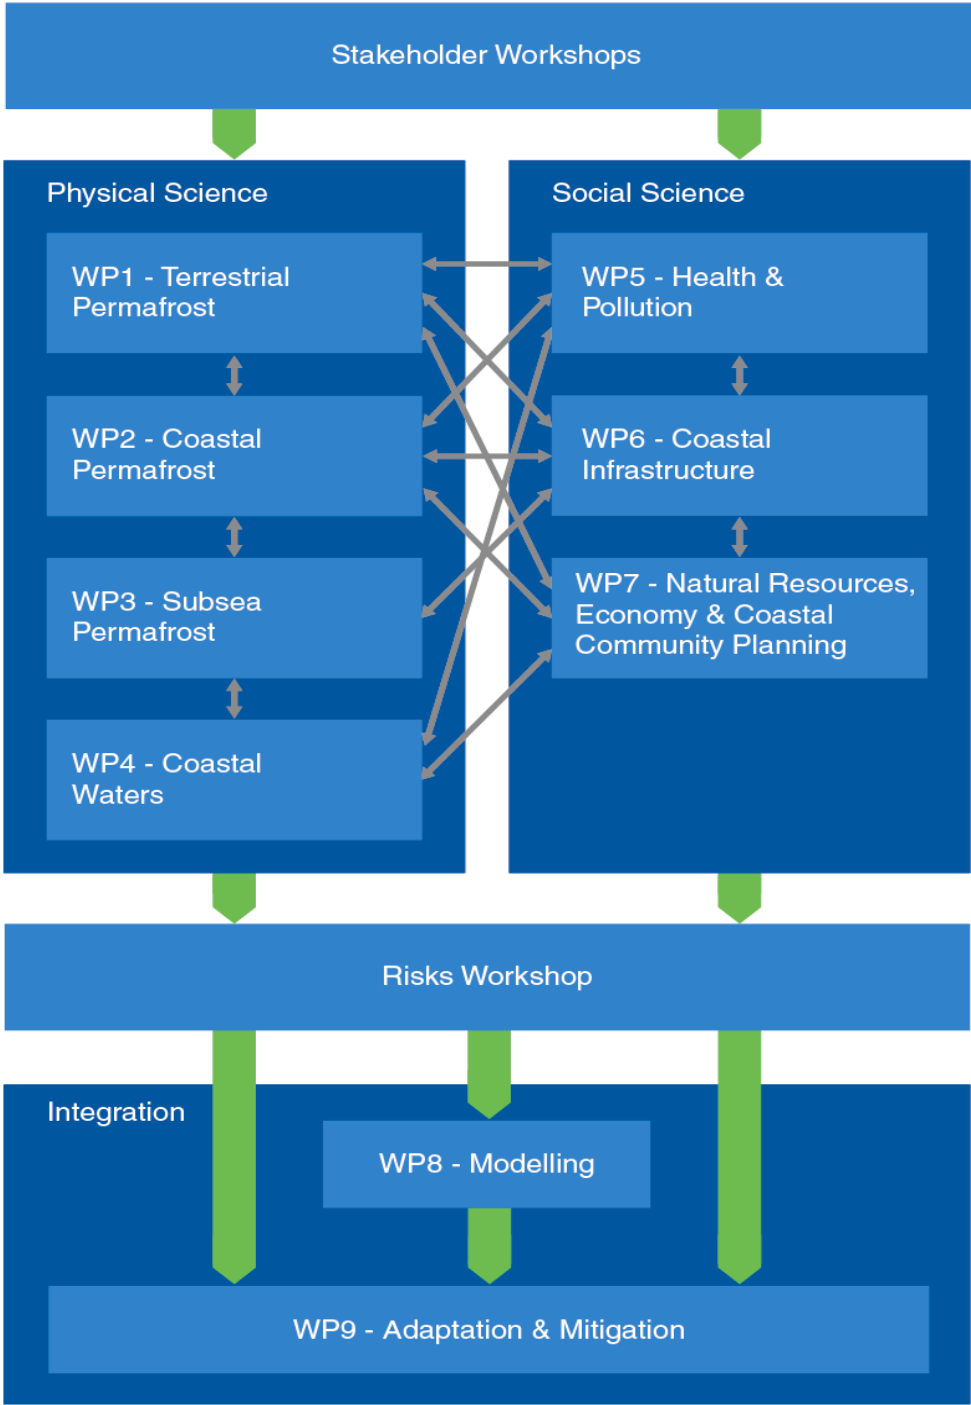 Stakeholder Workshops
Physical Science
WP1 - Terrestrial
Permafrost
WP2 - Coastal
Permafrost
WP3 - Subsea
Permafrost
WP4 - Coastal
Waters
Social Science
WP5 - Health &
Pollution
WP6 - Coastal
Infrastructure
WP7 - Natural Resources,
Economy & Coastal
Community Planning
Risks Workshop
Integration
WP8 - Modelling
WP9 - Adaptation & Mitigation